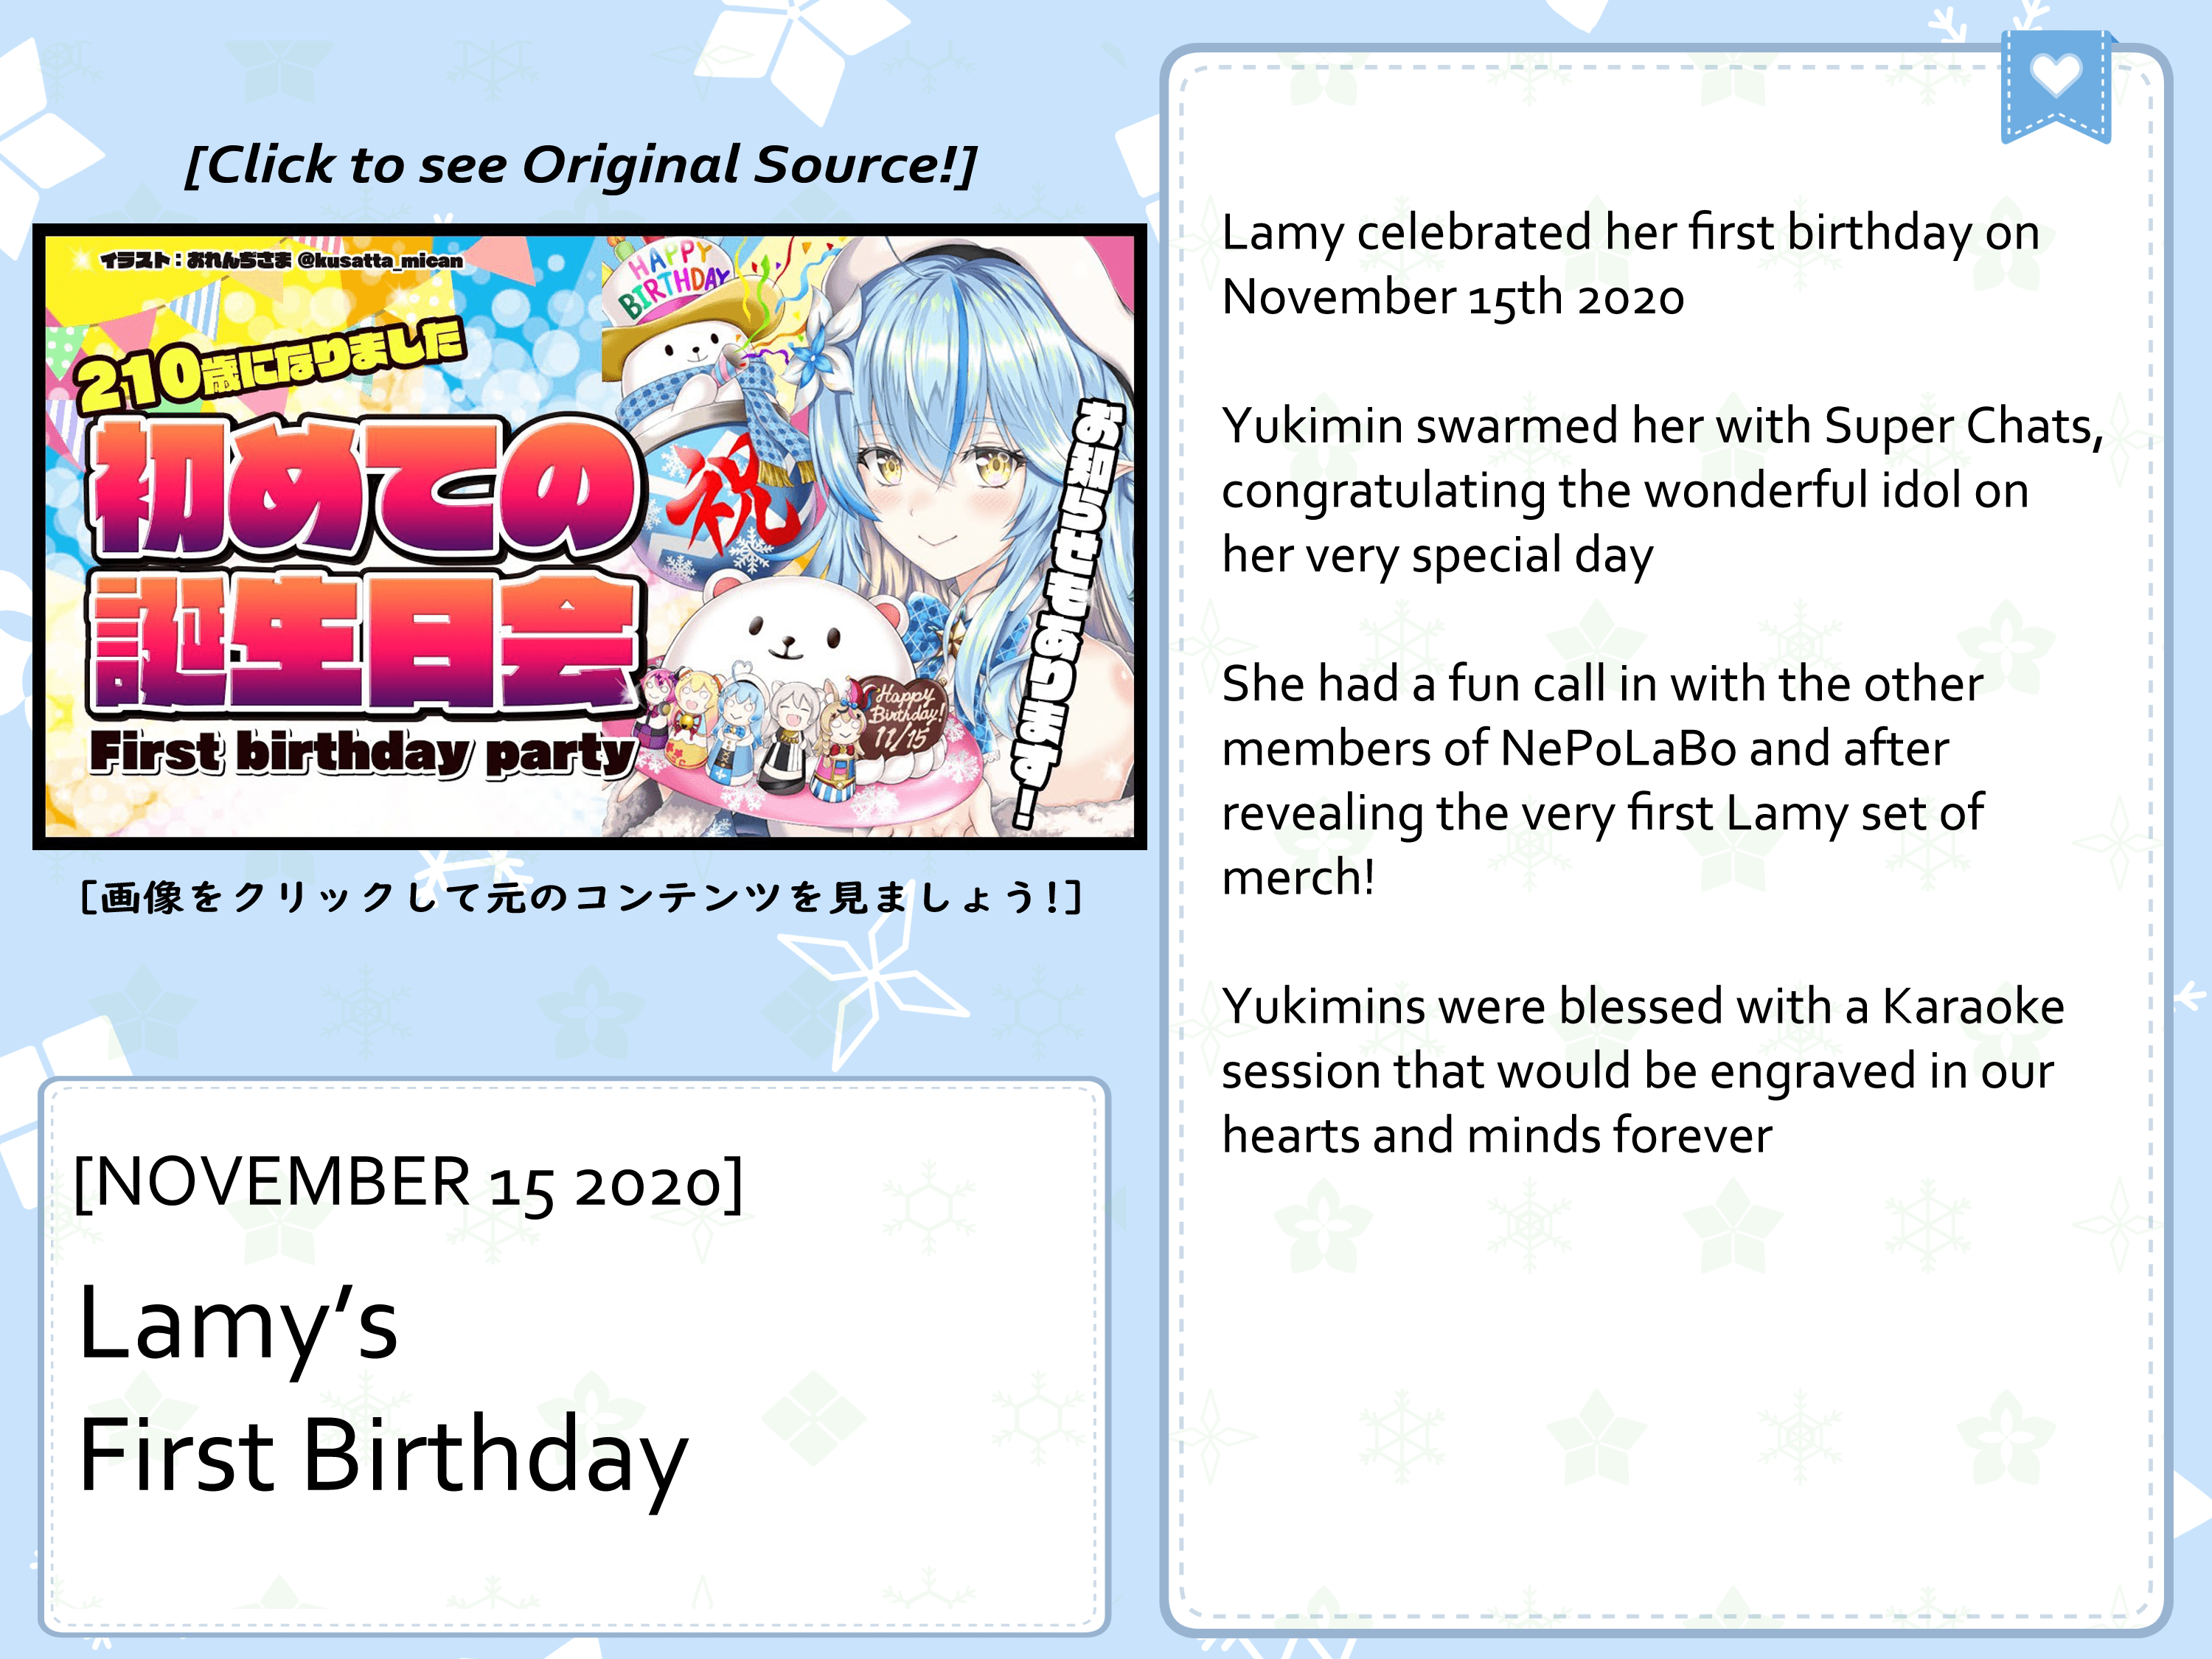 [Click to see Original Source!]
イラスト：おれんぢさま @kusatta_mican
HAPPY
BIRTHDAY
210歳になりました
初めての
誕生日会
First birthday party
祝
お知らせもあります！
Happy
Birthday!
11/15
[画像をクリックして元のコンテンツを見ましょう！]
[NOVEMBER 15 2020]
Lamy's
First Birthday
Lamy celebrated her first birthday on
November 15th 2020
Yukimin swarmed her with Super Chats,
congratulating the wonderful idol on
her very special day
She had a fun call in with the other
members of NePoLaBo and after
revealing the very first Lamy set of
merch!
Yukimins were blessed with a Karaoke
session that would be engraved in our
hearts and minds forever